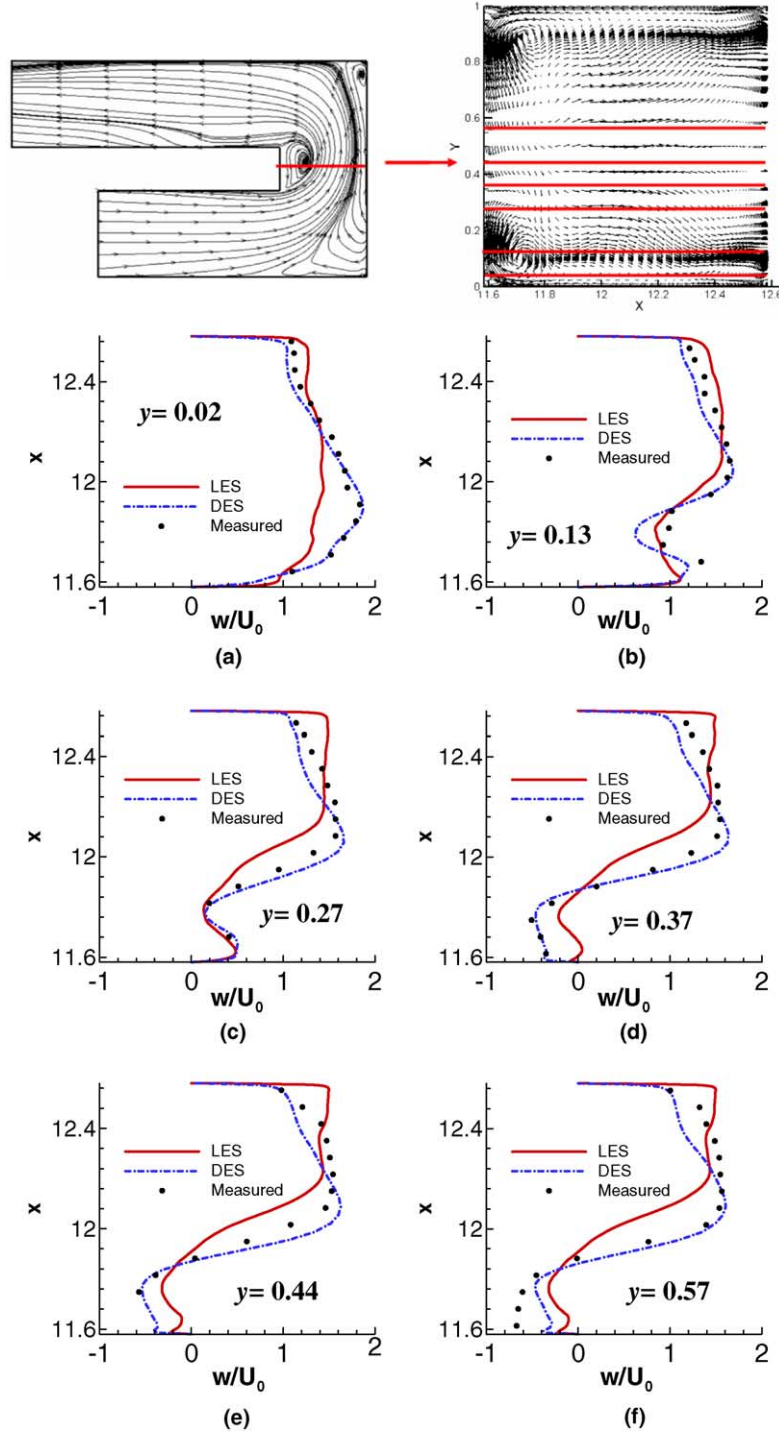 1
0.8
0.6
Y
0.4
0.2
0
11.6 11.8 12 12.2 12.4 12.6
X
12.4
x
12
11.6
y= 0.02
LES
DES
Measured
-1 0 1 2
w/U0
(a)
12.4
x
12
11.6
LES
DES
Measured
y= 0.13
-1 0 1 2
w/U0
(b)
12.4
x
12
11.6
LES
DES
Measured
y= 0.27
-1 0 1 2
w/U0
(c)
12.4
x
12
11.6
LES
DES
Measured
y= 0.37
-1 0 1 2
w/U0
(d)
12.4
x
12
11.6
LES
DES
Measured
y= 0.44
-1 0 1 2
w/U0
(e)
12.4
x
12
11.6
LES
DES
Measured
y= 0.57
-1 0 1 2
w/U0
(f)